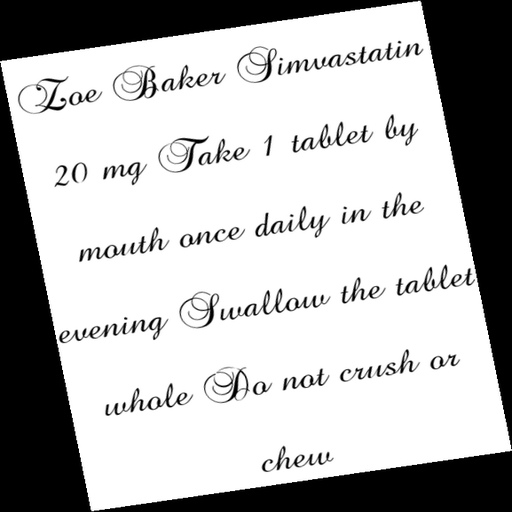 Zoe Baker Simvastatin
20 mg Take 1 tablet by
mouth once daily in the
evening Swallow the tablet
whole Do not crush or
chew